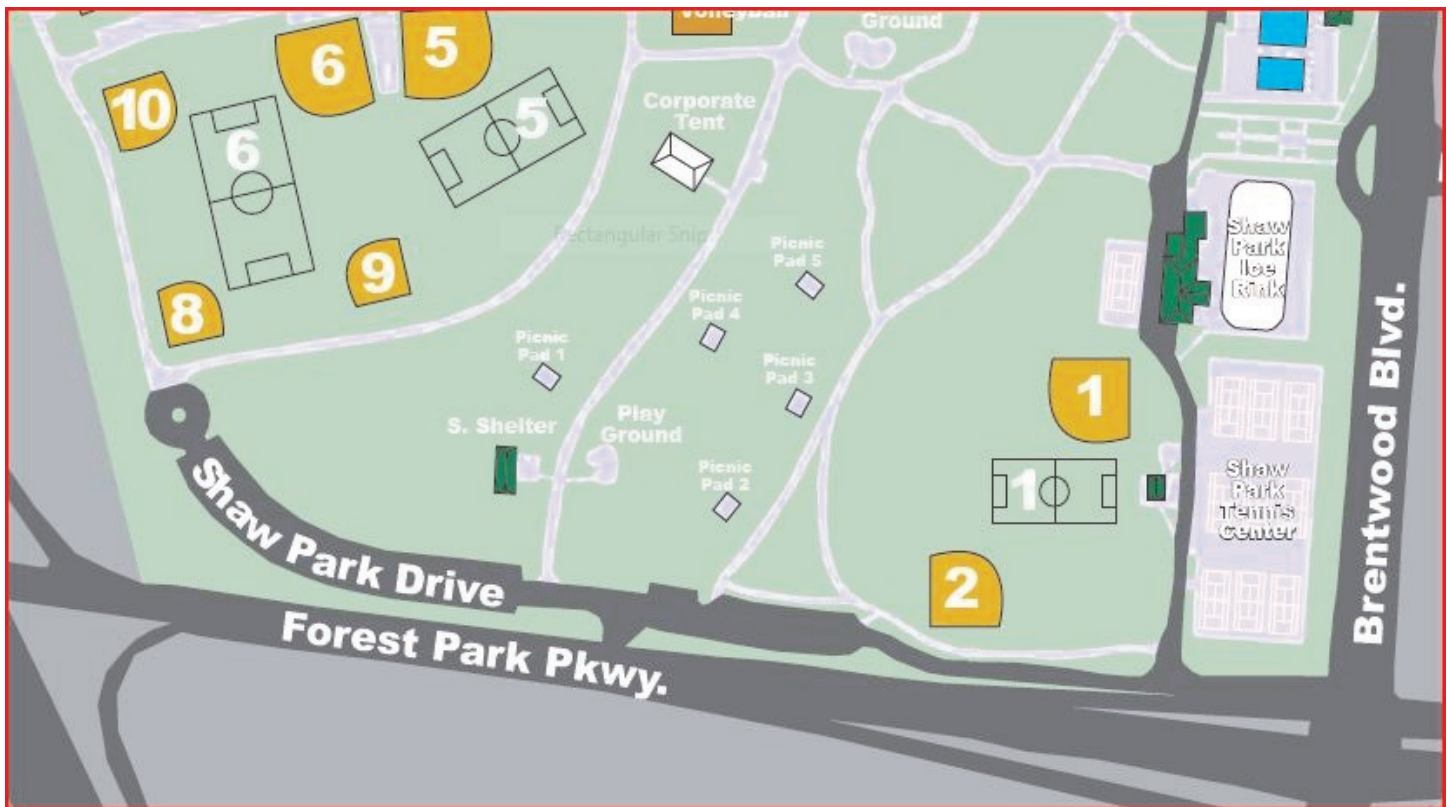 Volleyball
Ground
6
5
10
Corporate
Tent
5
6
Rectangular Snip
Shaw
Park
Ice
Rink
Picnic
Pad 5
9
8
Picnic
Pad 4
Picnic
Pad 1
Picnic
Pad 3
1
Brentwood Blvd.
S. Shelter
Play
Ground
Shaw
Park
Tennis
Center
Picnic
Pad 2
1
Shaw Park Drive
2
Forest Park Pkwy.